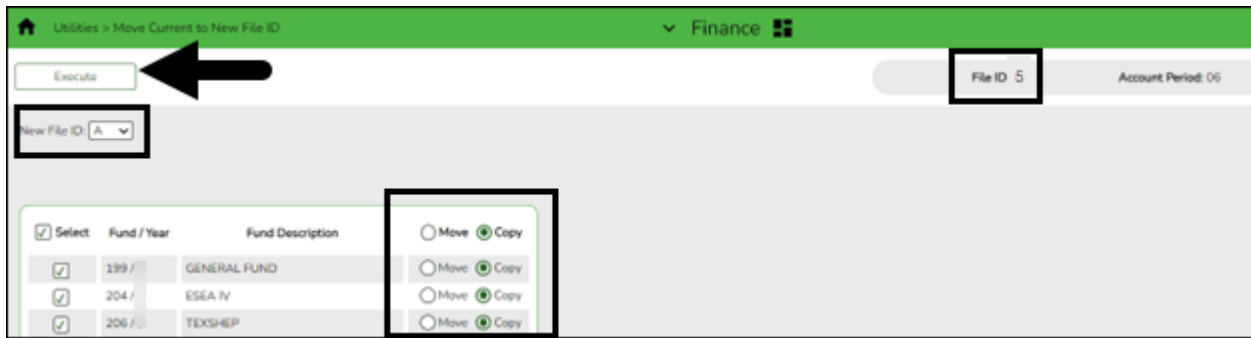 Utilities > Move Current to New File ID
Finance
Execute
File ID 5
Account Period: 06
New File ID: A
Select Fund / Year Fund Description Move Copy
199 / GENERAL FUND Move Copy
204 / ESEA IV Move Copy
206 / TEXSHEP Move Copy